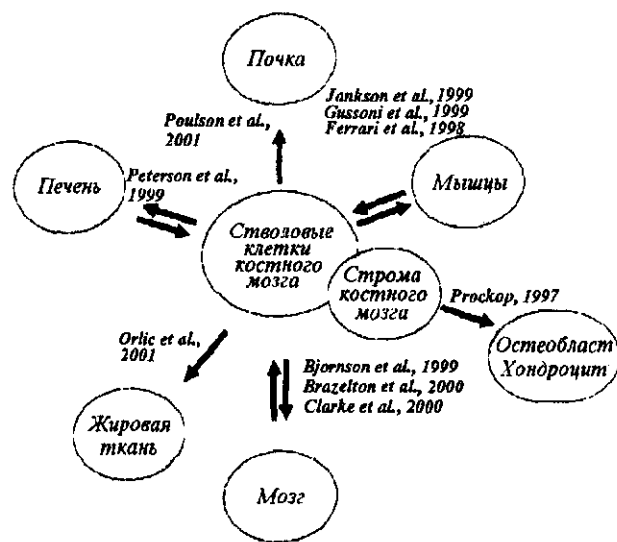 Почка
Jankson et al., 1999
Gussoni et al., 1999
Ferrari et al., 1998
Poulson et al.,
2001
Печень
Peterson et al.,
1999
Мышцы
Стволовые
клетки
костного
мозга
Строма
костного
мозга
Prockop, 1997
Остеобласт
Хондроцит
Orlic et al.,
2001
Bjornson et al., 1999
Brazelton et al., 2000
Clarke et al., 2000
Жировая
ткань
Мозг